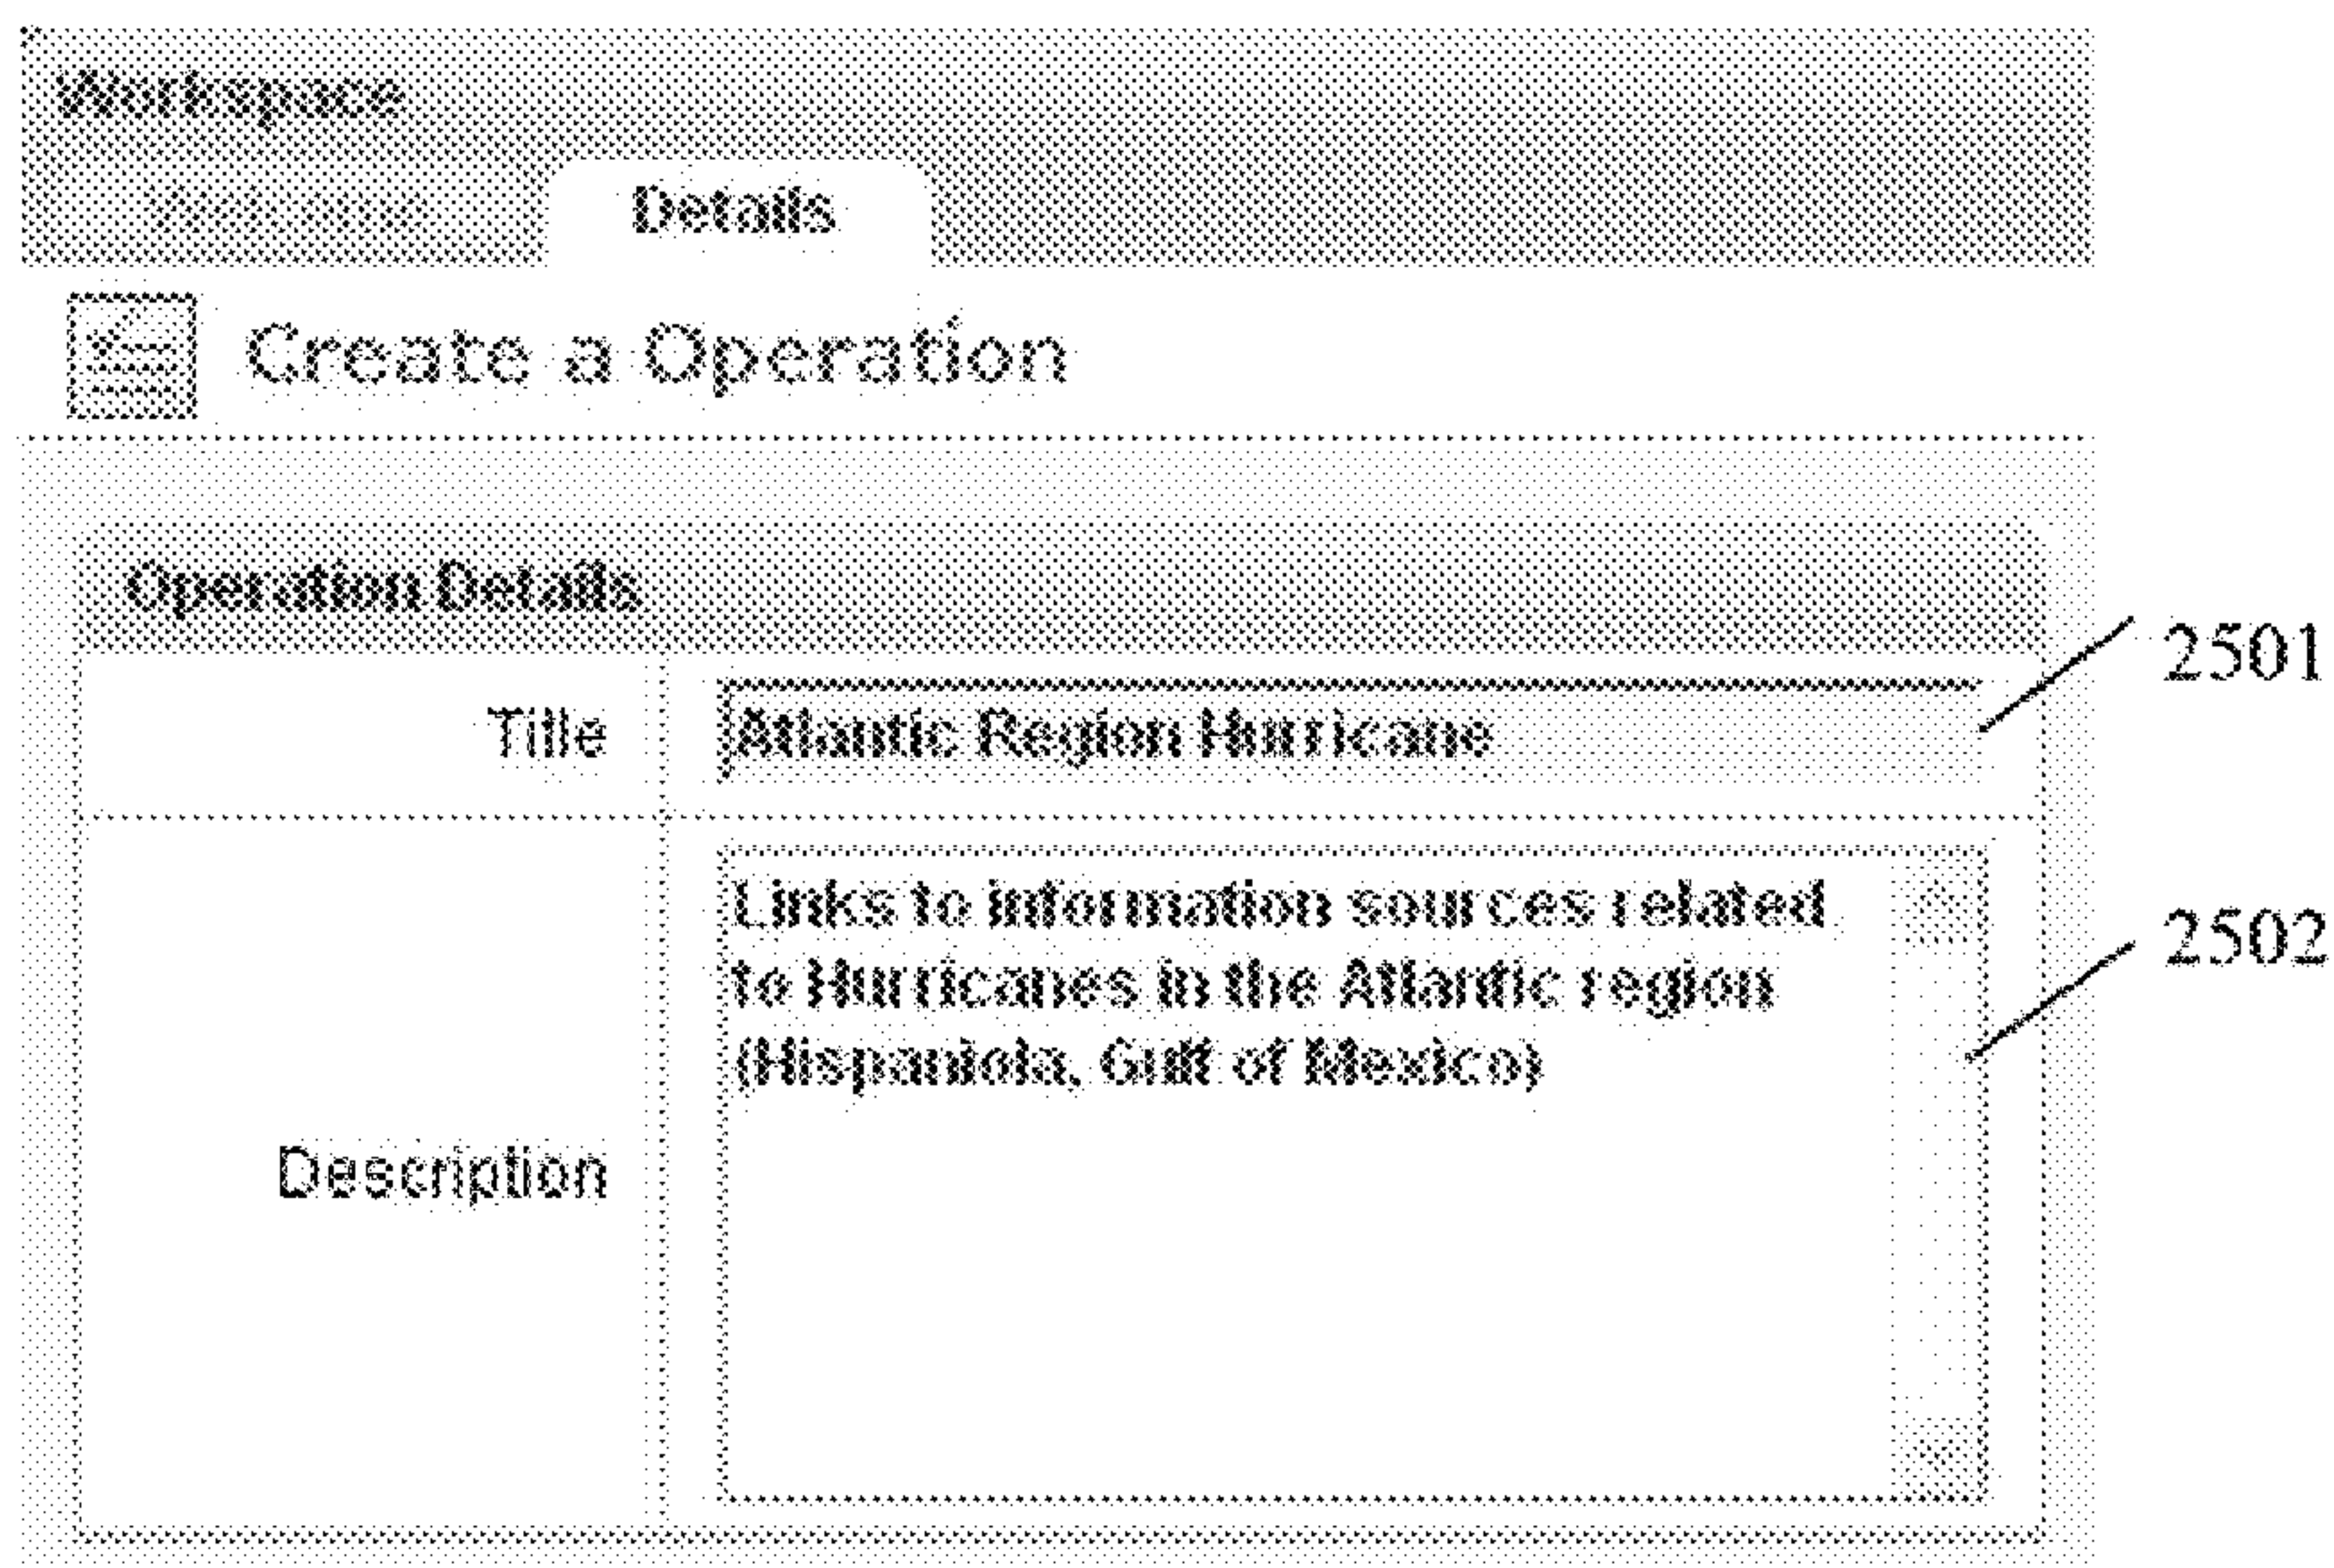 Workspace
Welcome Details
Create a Operation
Operation Details
2501
Title Atlantic Region Hurricane
Links to information sources related
2502
to Hurricanes in the Atlantic region
(Hispaniola, Gulf of Mexico)
Description